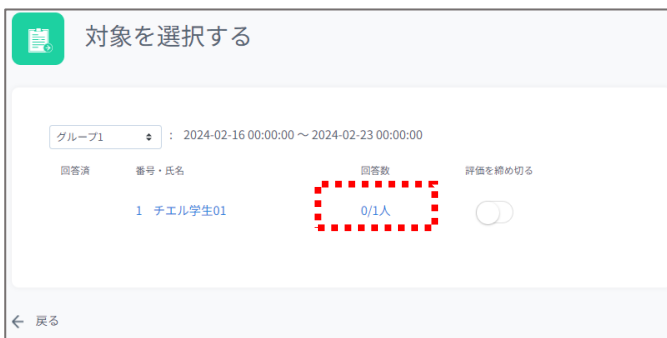 対象を選択する
グループ1 : 2024-02-16 00:00:00 ～ 2024-02-23 00:00:00
回答済 番号・氏名 回答数 評価を締め切る
1 チエル学生01 0/1人
← 戻る